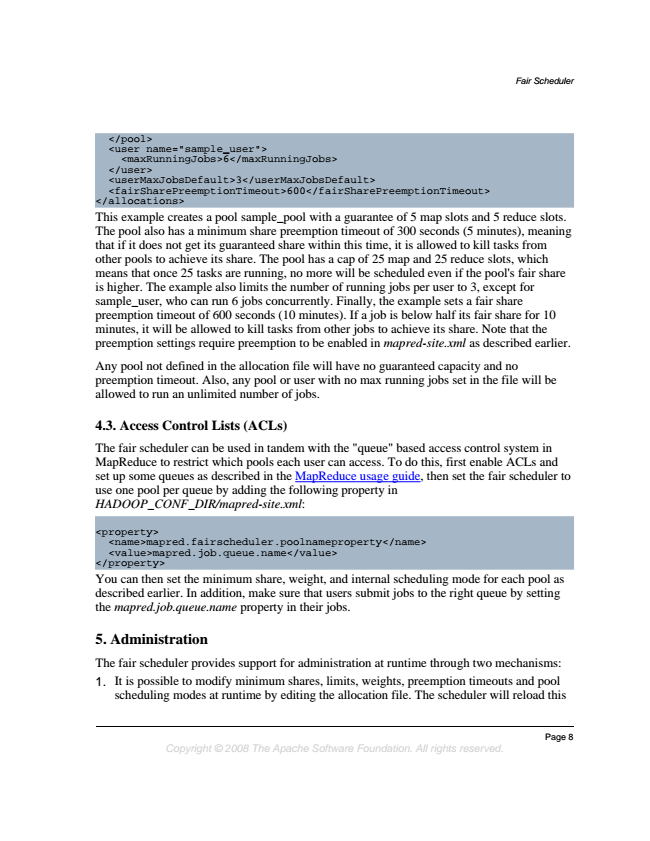 Fair Scheduler
</pool>
<user name="sample_user">
<maxRunningJobs>6</maxRunningJobs>
</user>
<userMaxJobsDefault>3</userMaxJobsDefault>
<fairSharePreemptionTimeout>600</fairSharePreemptionTimeout>
</allocations>
This example creates a pool sample_pool with a guarantee of 5 map slots and 5 reduce slots.
The pool also has a minimum share preemption timeout of 300 seconds (5 minutes), meaning
that if it does not get its guaranteed share within this time, it is allowed to kill tasks from
other pools to achieve its share. The pool has a cap of 25 map and 25 reduce slots, which
means that once 25 tasks are running, no more will be scheduled even if the pool's fair share
is higher. The example also limits the number of running jobs per user to 3, except for
sample_user, who can run 6 jobs concurrently. Finally, the example sets a fair share
preemption timeout of 600 seconds (10 minutes). If a job is below half its fair share for 10
minutes, it will be allowed to kill tasks from other jobs to achieve its share. Note that the
preemption settings require preemption to be enabled in mapred-site.xml as described earlier.
Any pool not defined in the allocation file will have no guaranteed capacity and no
preemption timeout. Also, any pool or user with no max running jobs set in the file will be
allowed to run an unlimited number of jobs.
4.3. Access Control Lists (ACLs)
The fair scheduler can be used in tandem with the "queue" based access control system in
MapReduce to restrict which pools each user can access. To do this, first enable ACLs and
set up some queues as described in the MapReduce usage guide, then set the fair scheduler to
use one pool per queue by adding the following property in
HADOOP_CONF_DIR/mapred-site.xml:
<property>
<name>mapred.fairscheduler.poolnameproperty</name>
<value>mapred.job.queue.name</value>
</property>
You can then set the minimum share, weight, and internal scheduling mode for each pool as
described earlier. In addition, make sure that users submit jobs to the right queue by setting
the mapred.job.queue.name property in their jobs.
5. Administration
The fair scheduler provides support for administration at runtime through two mechanisms:
1. It is possible to modify minimum shares, limits, weights, preemption timeouts and pool
scheduling modes at runtime by editing the allocation file. The scheduler will reload this
Page 8
Copyright © 2008 The Apache Software Foundation. All rights reserved.